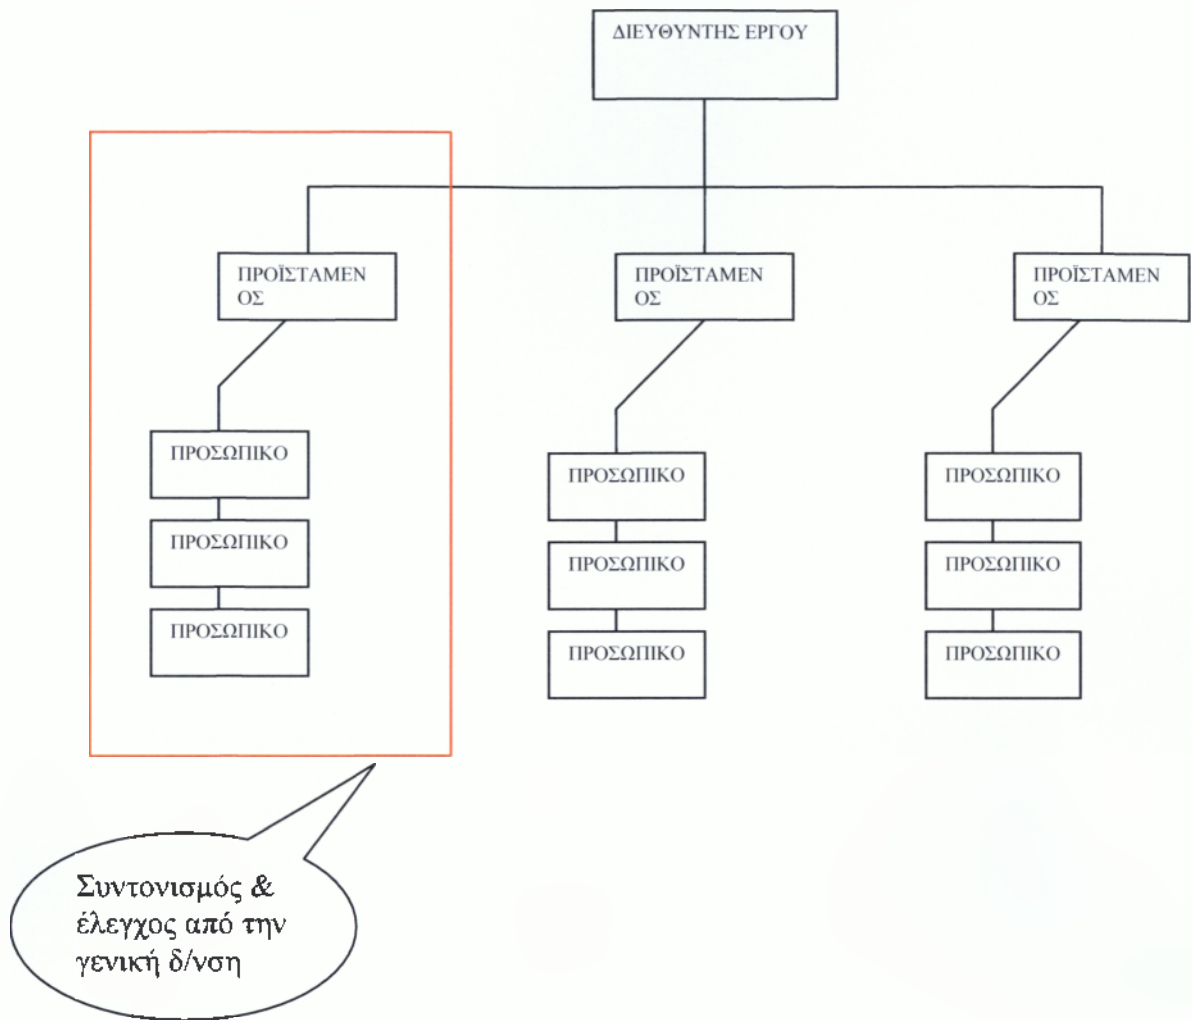 ΔΙΕΥΘΥΝΤΗΣ ΕΡΓΟΥ
ΠΡΟΪΣΤΑΜΕΝ
ΟΣ
ΠΡΟΪΣΤΑΜΕΝ
ΟΣ
ΠΡΟΪΣΤΑΜΕΝ
ΟΣ
ΠΡΟΣΩΠΙΚΟ
ΠΡΟΣΩΠΙΚΟ
ΠΡΟΣΩΠΙΚΟ
ΠΡΟΣΩΠΙΚΟ
ΠΡΟΣΩΠΙΚΟ
ΠΡΟΣΩΠΙΚΟ
ΠΡΟΣΩΠΙΚΟ
ΠΡΟΣΩΠΙΚΟ
ΠΡΟΣΩΠΙΚΟ
Συντονισμός &
έλεγχος από την
γενική δ/νση